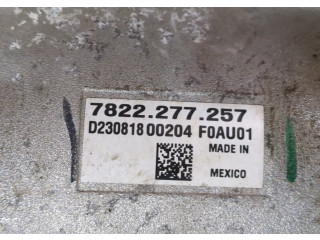 7822.277.257
D230818 00204 F0AU01
MADE IN
MEXICO